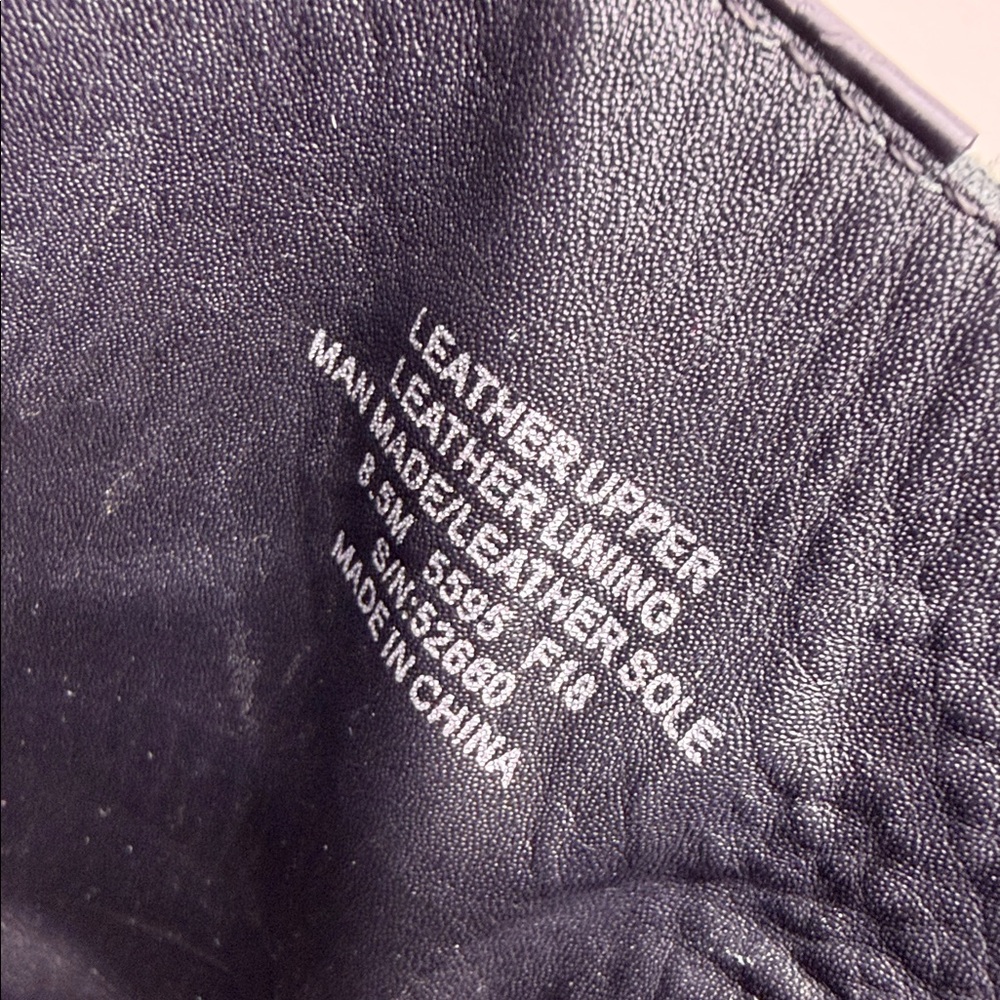 LEATHER UPPER
LEATHER LINING
MAN MADE/LEATHER SOLE
8.5M 5595 F18
S/N:52660
MADE IN CHINA